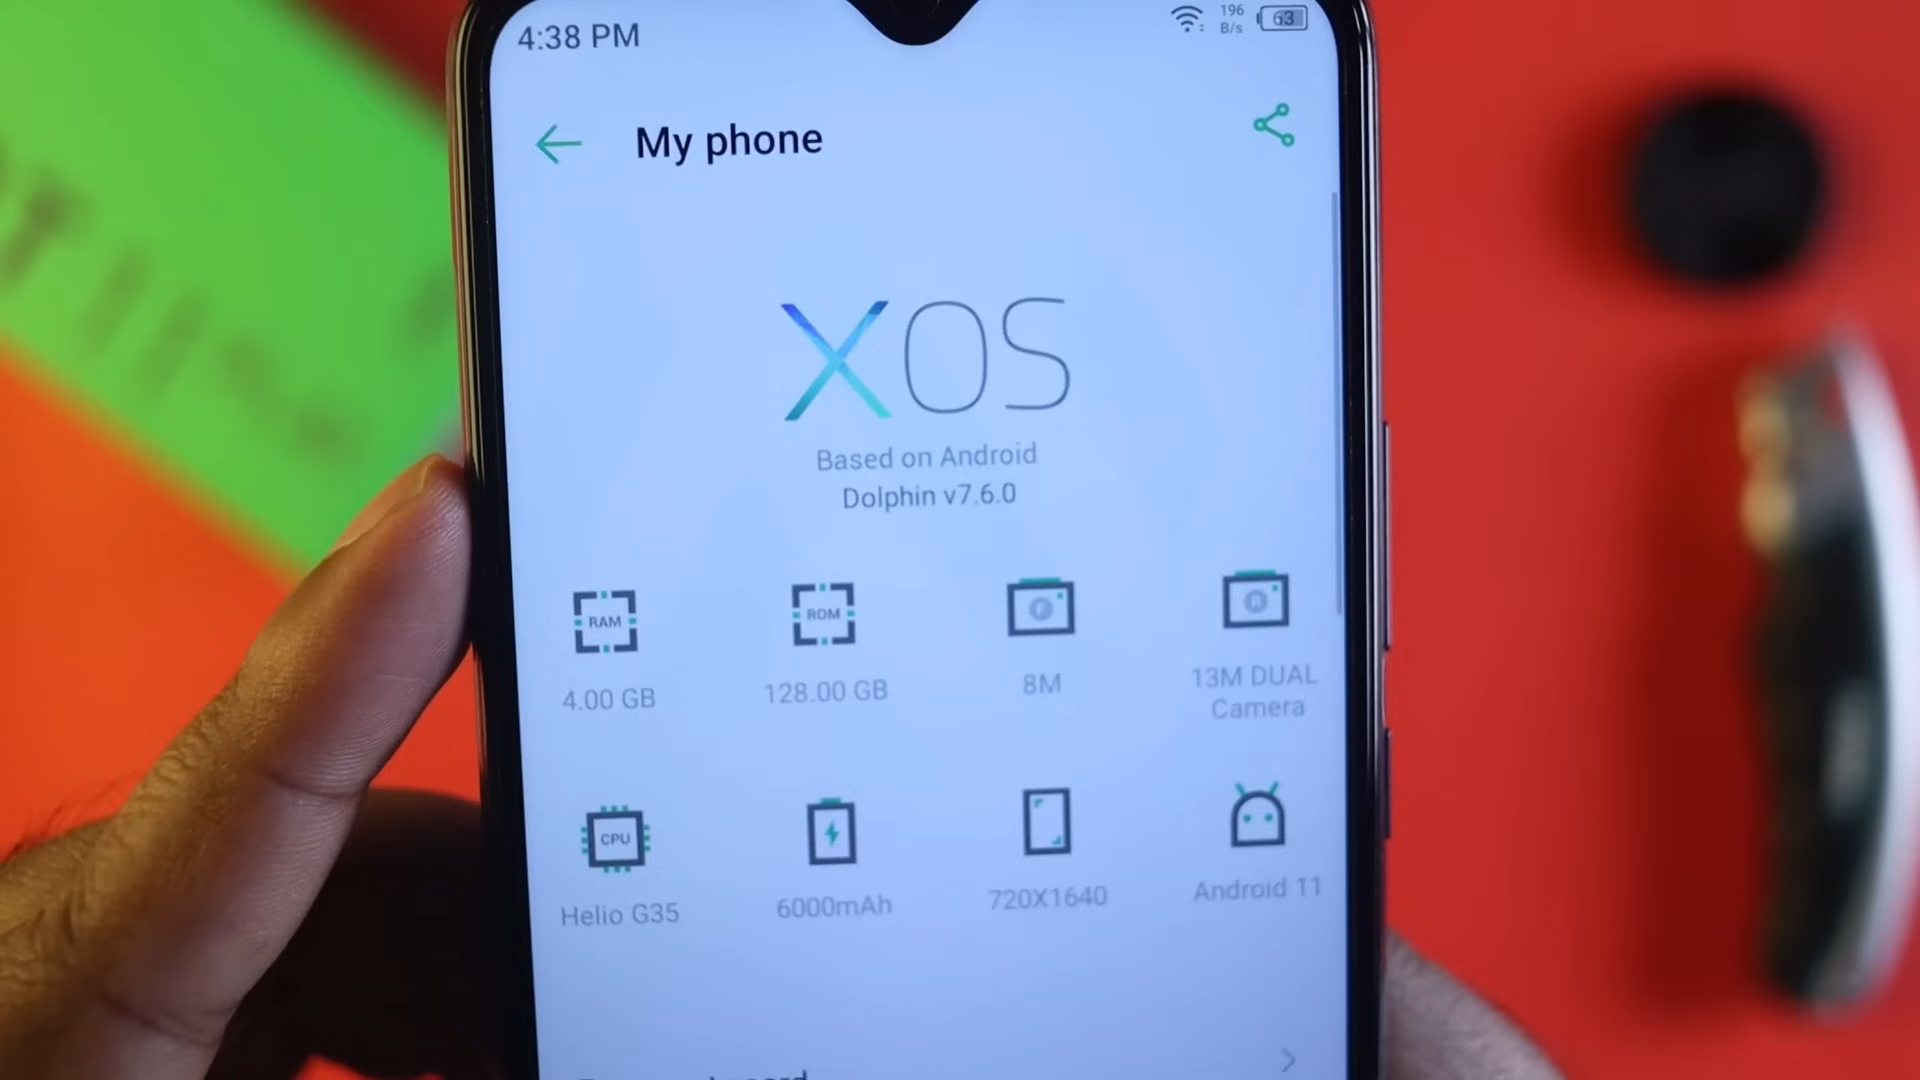 4:38 PM
196
B/s
63
My phone
XOS
Based on Android
Dolphin v7.6.0
RAM
ROM
4.00 GB
128.00 GB
8M
13M DUAL
Camera
CPU
Helio G35
6000mAh
720X1640
Android 11